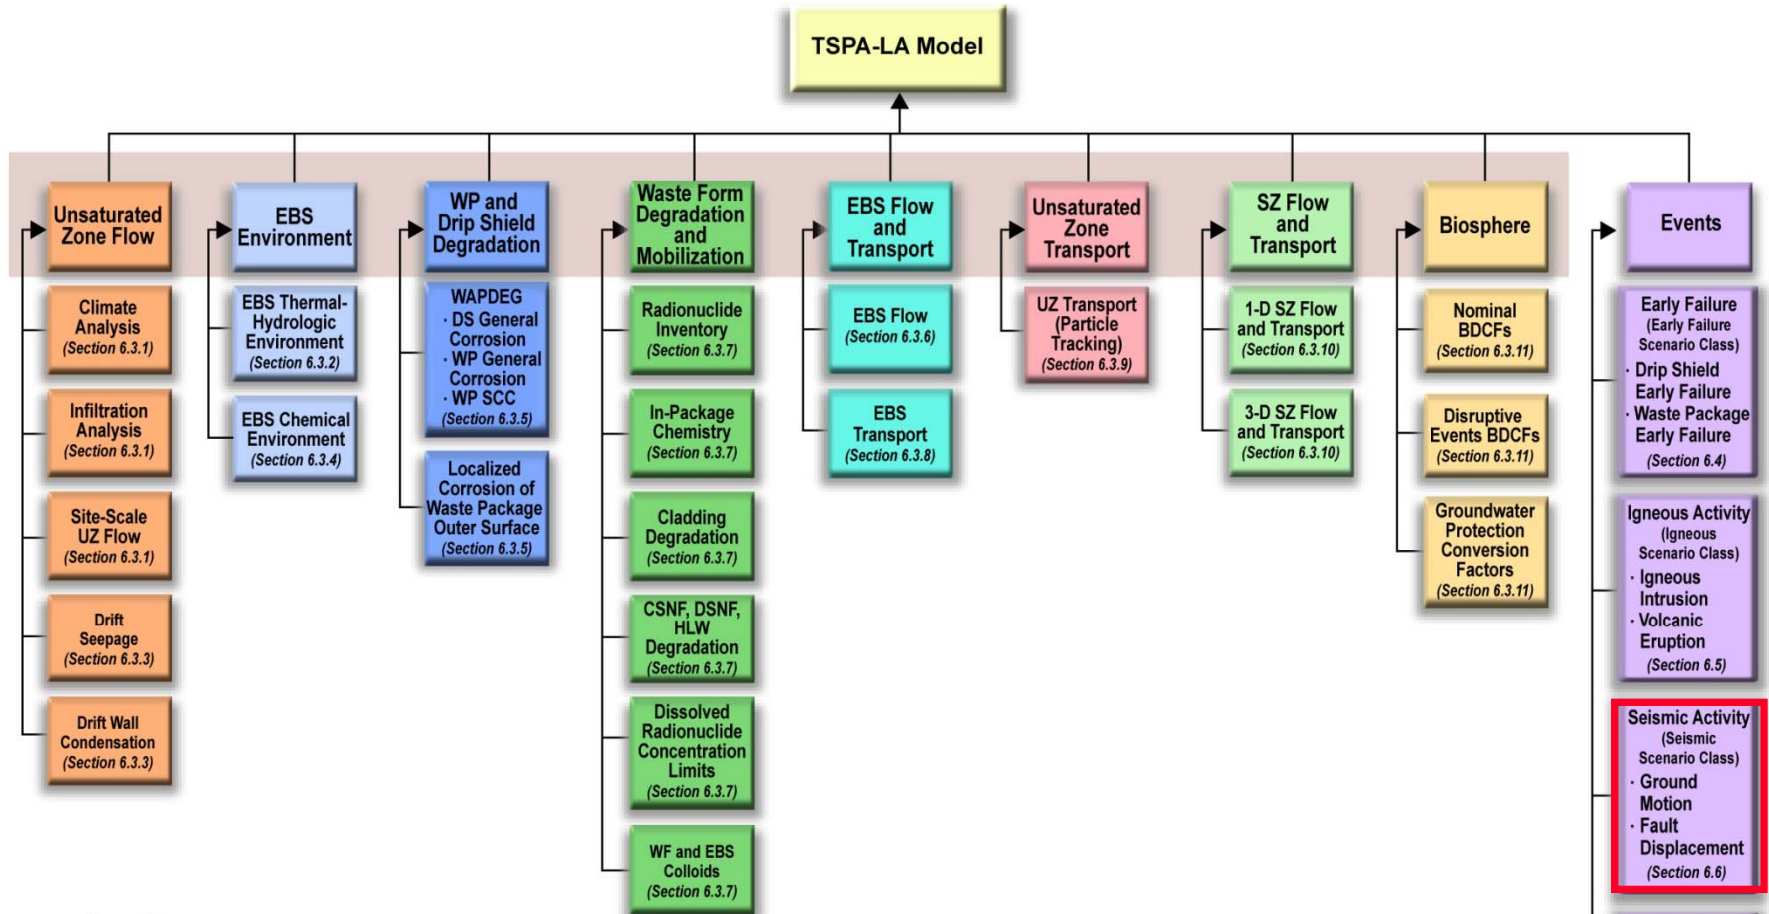 TSPA-LA Model
Unsaturated
Zone Flow
Climate
Analysis
(Section 6.3.1)
Infiltration
Analysis
(Section 6.3.1)
Site-Scale
UZ Flow
(Section 6.3.1)
Drift
Seepage
(Section 6.3.3)
Drift Wall
Condensation
(Section 6.3.3)
EBS
Environment
EBS Thermal-
Hydrologic
Environment
(Section 6.3.2)
EBS Chemical
Environment
(Section 6.3.4)
WP and
Drip Shield
Degradation
WAPDEG
· DS General
Corrosion
· WP General
Corrosion
· WP SCC
(Section 6.3.5)
Localized
Corrosion of
Waste Package
Outer Surface
(Section 6.3.5)
Waste Form
Degradation
and
Mobilization
Radionuclide
Inventory
(Section 6.3.7)
In-Package
Chemistry
(Section 6.3.7)
Cladding
Degradation
(Section 6.3.7)
CSNF, DSNF,
HLW
Degradation
(Section 6.3.7)
Dissolved
Radionuclide
Concentration
Limits
(Section 6.3.7)
WF and EBS
Colloids
(Section 6.3.7)
EBS Flow
and
Transport
EBS Flow
(Section 6.3.6)
EBS
Transport
(Section 6.3.8)
Unsaturated
Zone
Transport
UZ Transport
(Particle
Tracking)
(Section 6.3.9)
SZ Flow
and
Transport
1-D SZ Flow
and Transport
(Section 6.3.10)
3-D SZ Flow
and Transport
(Section 6.3.10)
Biosphere
Nominal
BDCFs
(Section 6.3.11)
Disruptive
Events BDCFs
(Section 6.3.11)
Groundwater
Protection
Conversion
Factors
(Section 6.3.11)
Events
Early Failure
(Early Failure
Scenario Class)
· Drip Shield
Early Failure
· Waste Package
Early Failure
(Section 6.4)
Igneous Activity
(Igneous
Scenario Class)
· Igneous
Intrusion
· Volcanic
Eruption
(Section 6.5)
Seismic Activity
(Seismic
Scenario Class)
· Ground
Motion
· Fault
Displacement
(Section 6.6)